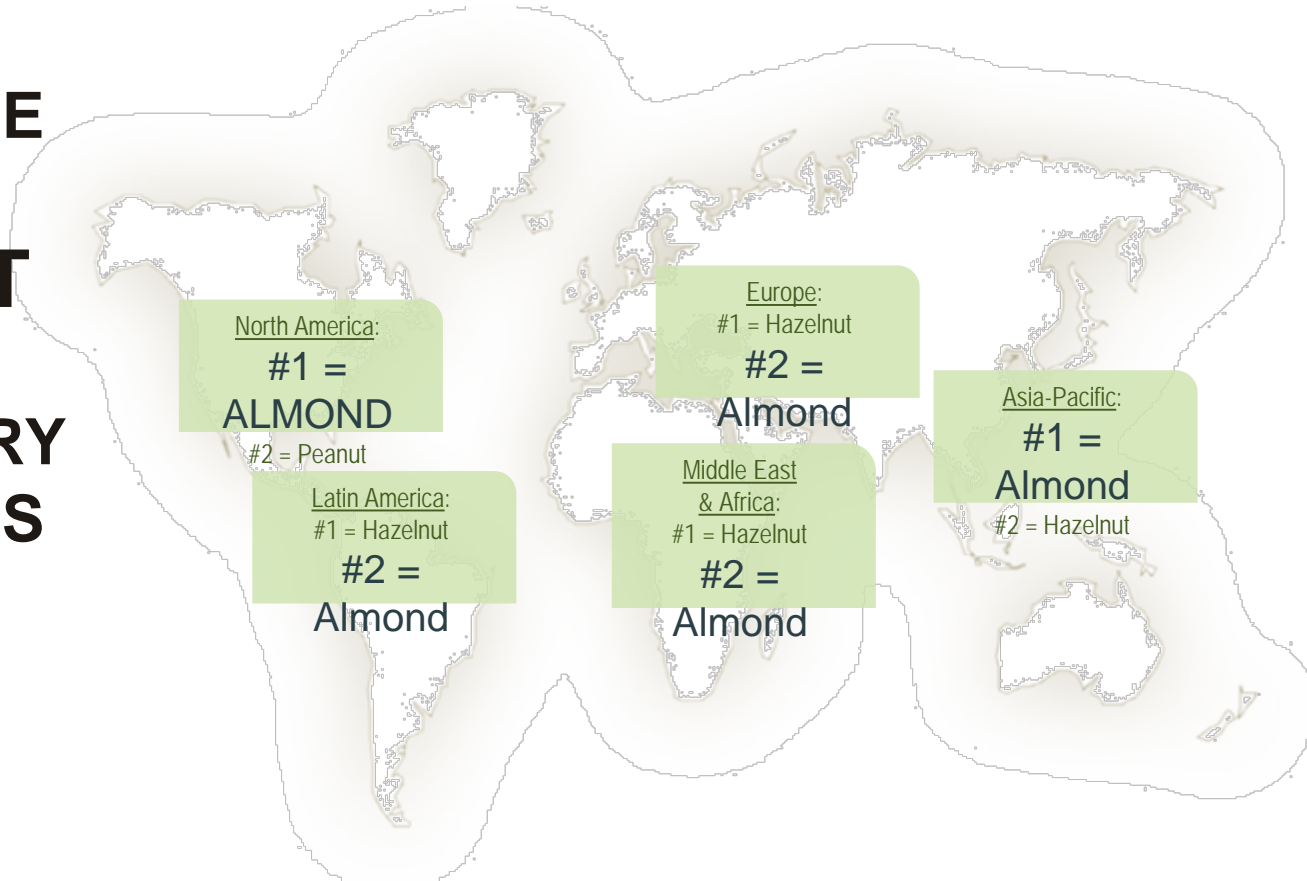 E
T
RY
S
North America:
#1 =
ALMOND
#2 = Peanut
Latin America:
#1 = Hazelnut
#2 =
Almond
Europe:
#1 = Hazelnut
#2 =
Almond
Middle East
& Africa:
#1 = Hazelnut
#2 =
Almond
Asia-Pacific:
#1 =
Almond
#2 = Hazelnut